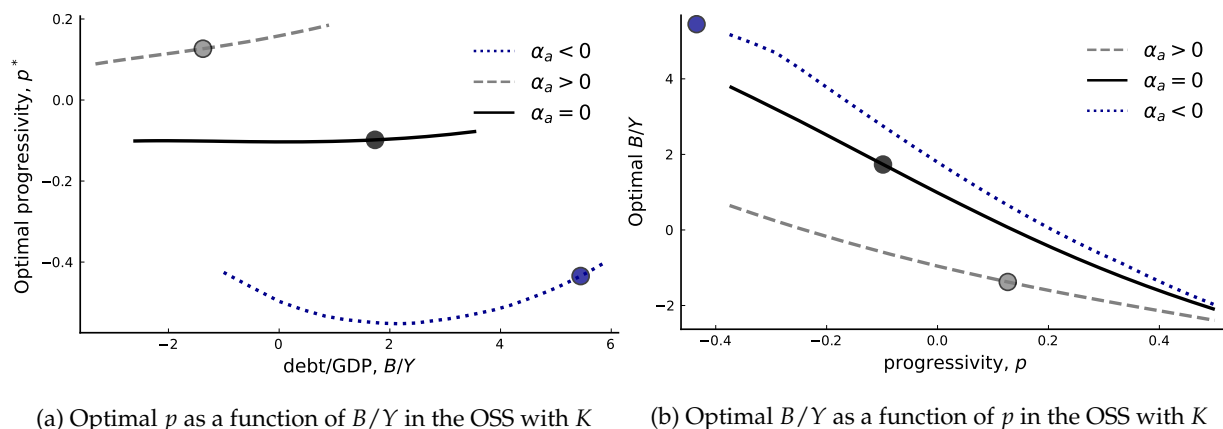 0.2
0.0
−0.2
−0.4
Optimal progressivity, p*
−2
0
2
4
6
debt/GDP, B/Y
α_a < 0
α_a > 0
α_a = 0
4
2
0
−2
Optimal B/Y
−0.4
−0.2
0.0
0.2
0.4
progressivity, p
α_a > 0
α_a = 0
α_a < 0
(a) Optimal p as a function of B/Y in the OSS with K
(b) Optimal B/Y as a function of p in the OSS with K